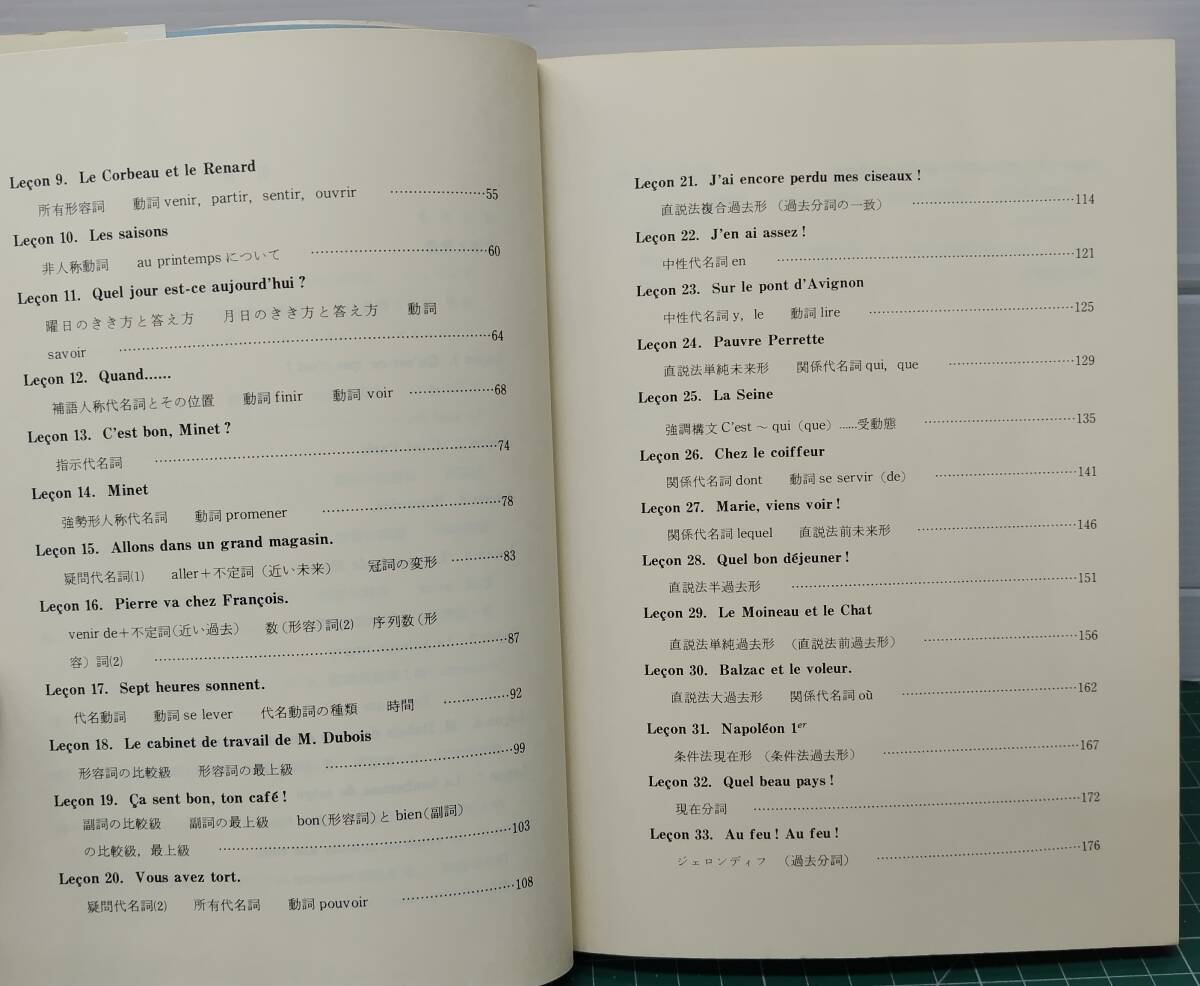 Leçon 9. Le Corbeau et le Renard
所有形容詞 動詞 venir, partir, sentir, ouvrir ……………… 55
Leçon 10. Les saisons
非人称動詞 au printemps について ……………… 60
Leçon 11. Quel jour est-ce aujourd'hui ?
曜日のきき方と答え方 月日のきき方と答え方 動詞
savoir ……………… 64
Leçon 12. Quand……
補語人称代名詞とその位置 動詞 finir 動詞 voir ……………… 68
Leçon 13. C'est bon, Minet ?
指示代名詞 ……………… 74
Leçon 14. Minet
強勢形人称代名詞 動詞 promener ……………… 78
Leçon 15. Allons dans un grand magasin.
疑問代名詞(1) aller+不定詞(近い未来) 冠詞の変形 ……………… 83
Leçon 16. Pierre va chez François.
venir de+不定詞(近い過去) 数(形容)詞(2) 序列数(形
容)詞(2) ……………… 87
Leçon 17. Sept heures sonnent.
代名動詞 動詞 se lever 代名動詞の種類 時間 ……………… 92
Leçon 18. Le cabinet de travail de M. Dubois
形容詞の比較級 形容詞の最上級 ……………… 99
Leçon 19. Ça sent bon, ton café !
副詞の比較級 副詞の最上級 bon(形容詞)と bien(副詞)
の比較級, 最上級 ……………… 103
Leçon 20. Vous avez tort.
疑問代名詞(2) 所有代名詞 動詞 pouvoir ……………… 108
Leçon 21. J'ai encore perdu mes ciseaux !
直説法複合過去形 (過去分詞の一致) ……………… 114
Leçon 22. J'en ai assez !
中性代名詞 en ……………… 121
Leçon 23. Sur le pont d'Avignon
中性代名詞 y, le 動詞 lire ……………… 125
Leçon 24. Pauvre Perrette
直説法単純未来形 関係代名詞 qui, que ……………… 129
Leçon 25. La Seine
強調構文 C'est ~ qui (que) ……受動態 ……………… 135
Leçon 26. Chez le coiffeur
関係代名詞 dont 動詞 se servir (de) ……………… 141
Leçon 27. Marie, viens voir !
関係代名詞 lequel 直説法前未来形 ……………… 146
Leçon 28. Quel bon déjeuner !
直説法半過去形 ……………… 151
Leçon 29. Le Moineau et le Chat
直説法単純過去形 (直説法前過去形) ……………… 156
Leçon 30. Balzac et le voleur.
直説法大過去形 関係代名詞 où ……………… 162
Leçon 31. Napoléon 1er
条件法現在形 (条件法過去形) ……………… 167
Leçon 32. Quel beau pays !
現在分詞 ……………… 172
Leçon 33. Au feu ! Au feu !
ジェロンディフ (過去分詞) ……………… 176